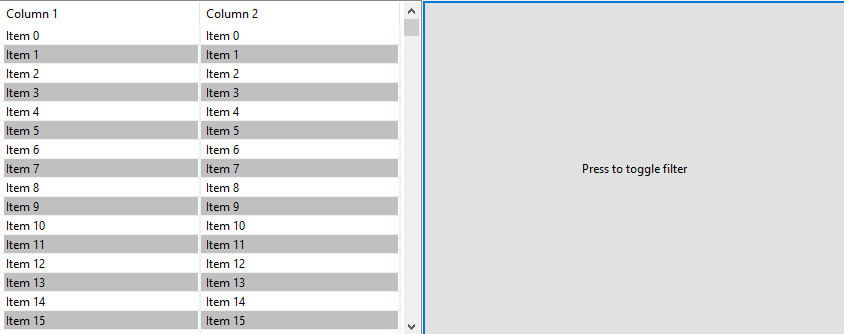 Column 1 Column 2
Item 0 Item 0
Item 1 Item 1
Item 2 Item 2
Item 3 Item 3
Item 4 Item 4
Item 5 Item 5
Item 6 Item 6
Item 7 Item 7
Press to toggle filter
Item 8 Item 8
Item 9 Item 9
Item 10 Item 10
Item 11 Item 11
Item 12 Item 12
Item 13 Item 13
Item 14 Item 14
Item 15 Item 15